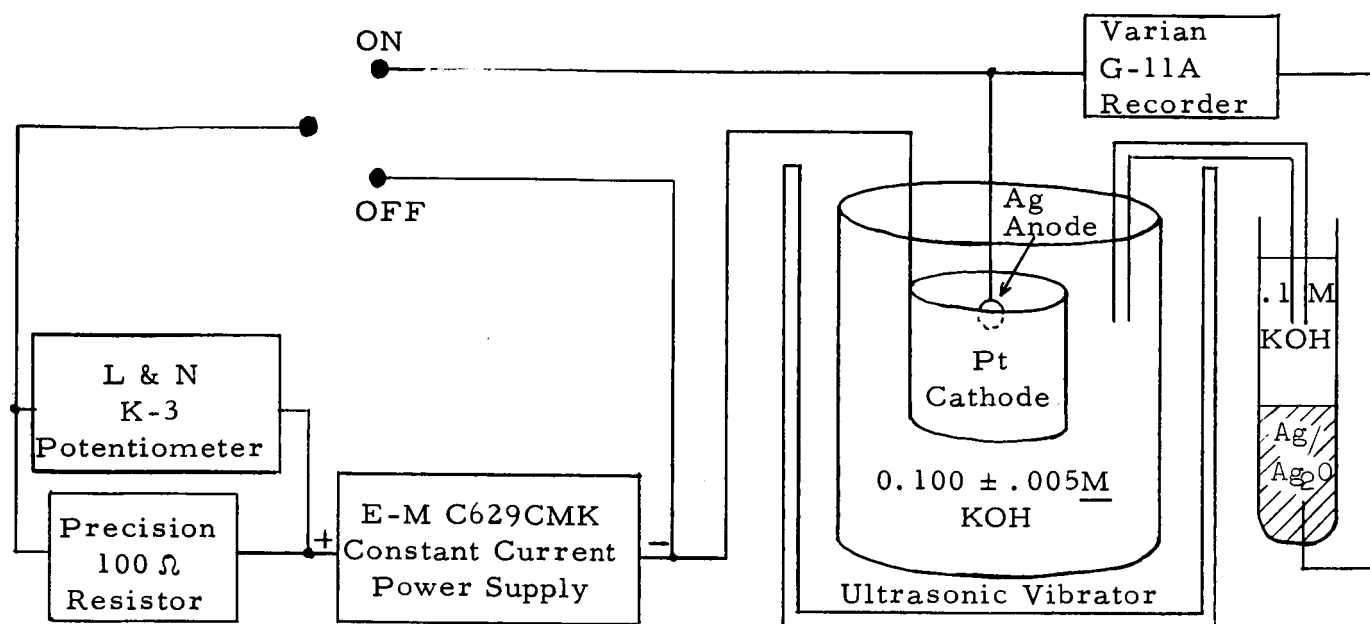 ON
Varian
G-11A
Recorder
OFF
Ag
Anode
.1 M
KOH
Pt
Cathode
L & N
K-3
Potentiometer
Ag/
Ag2O
0.100 ± .005M
KOH
Precision
100 Ω
Resistor
+
E-M C629CMK
Constant Current
Power Supply
-
Ultrasonic Vibrator